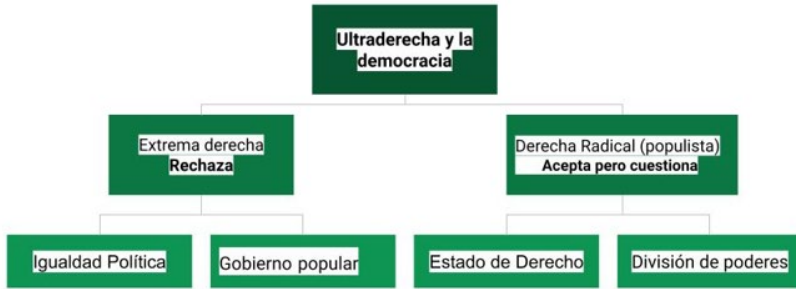 Ultraderecha y la
democracia
Extrema derecha
Rechaza
Derecha Radical (populista)
Acepta pero cuestiona
Igualdad Política
Gobierno popular
Estado de Derecho
División de poderes